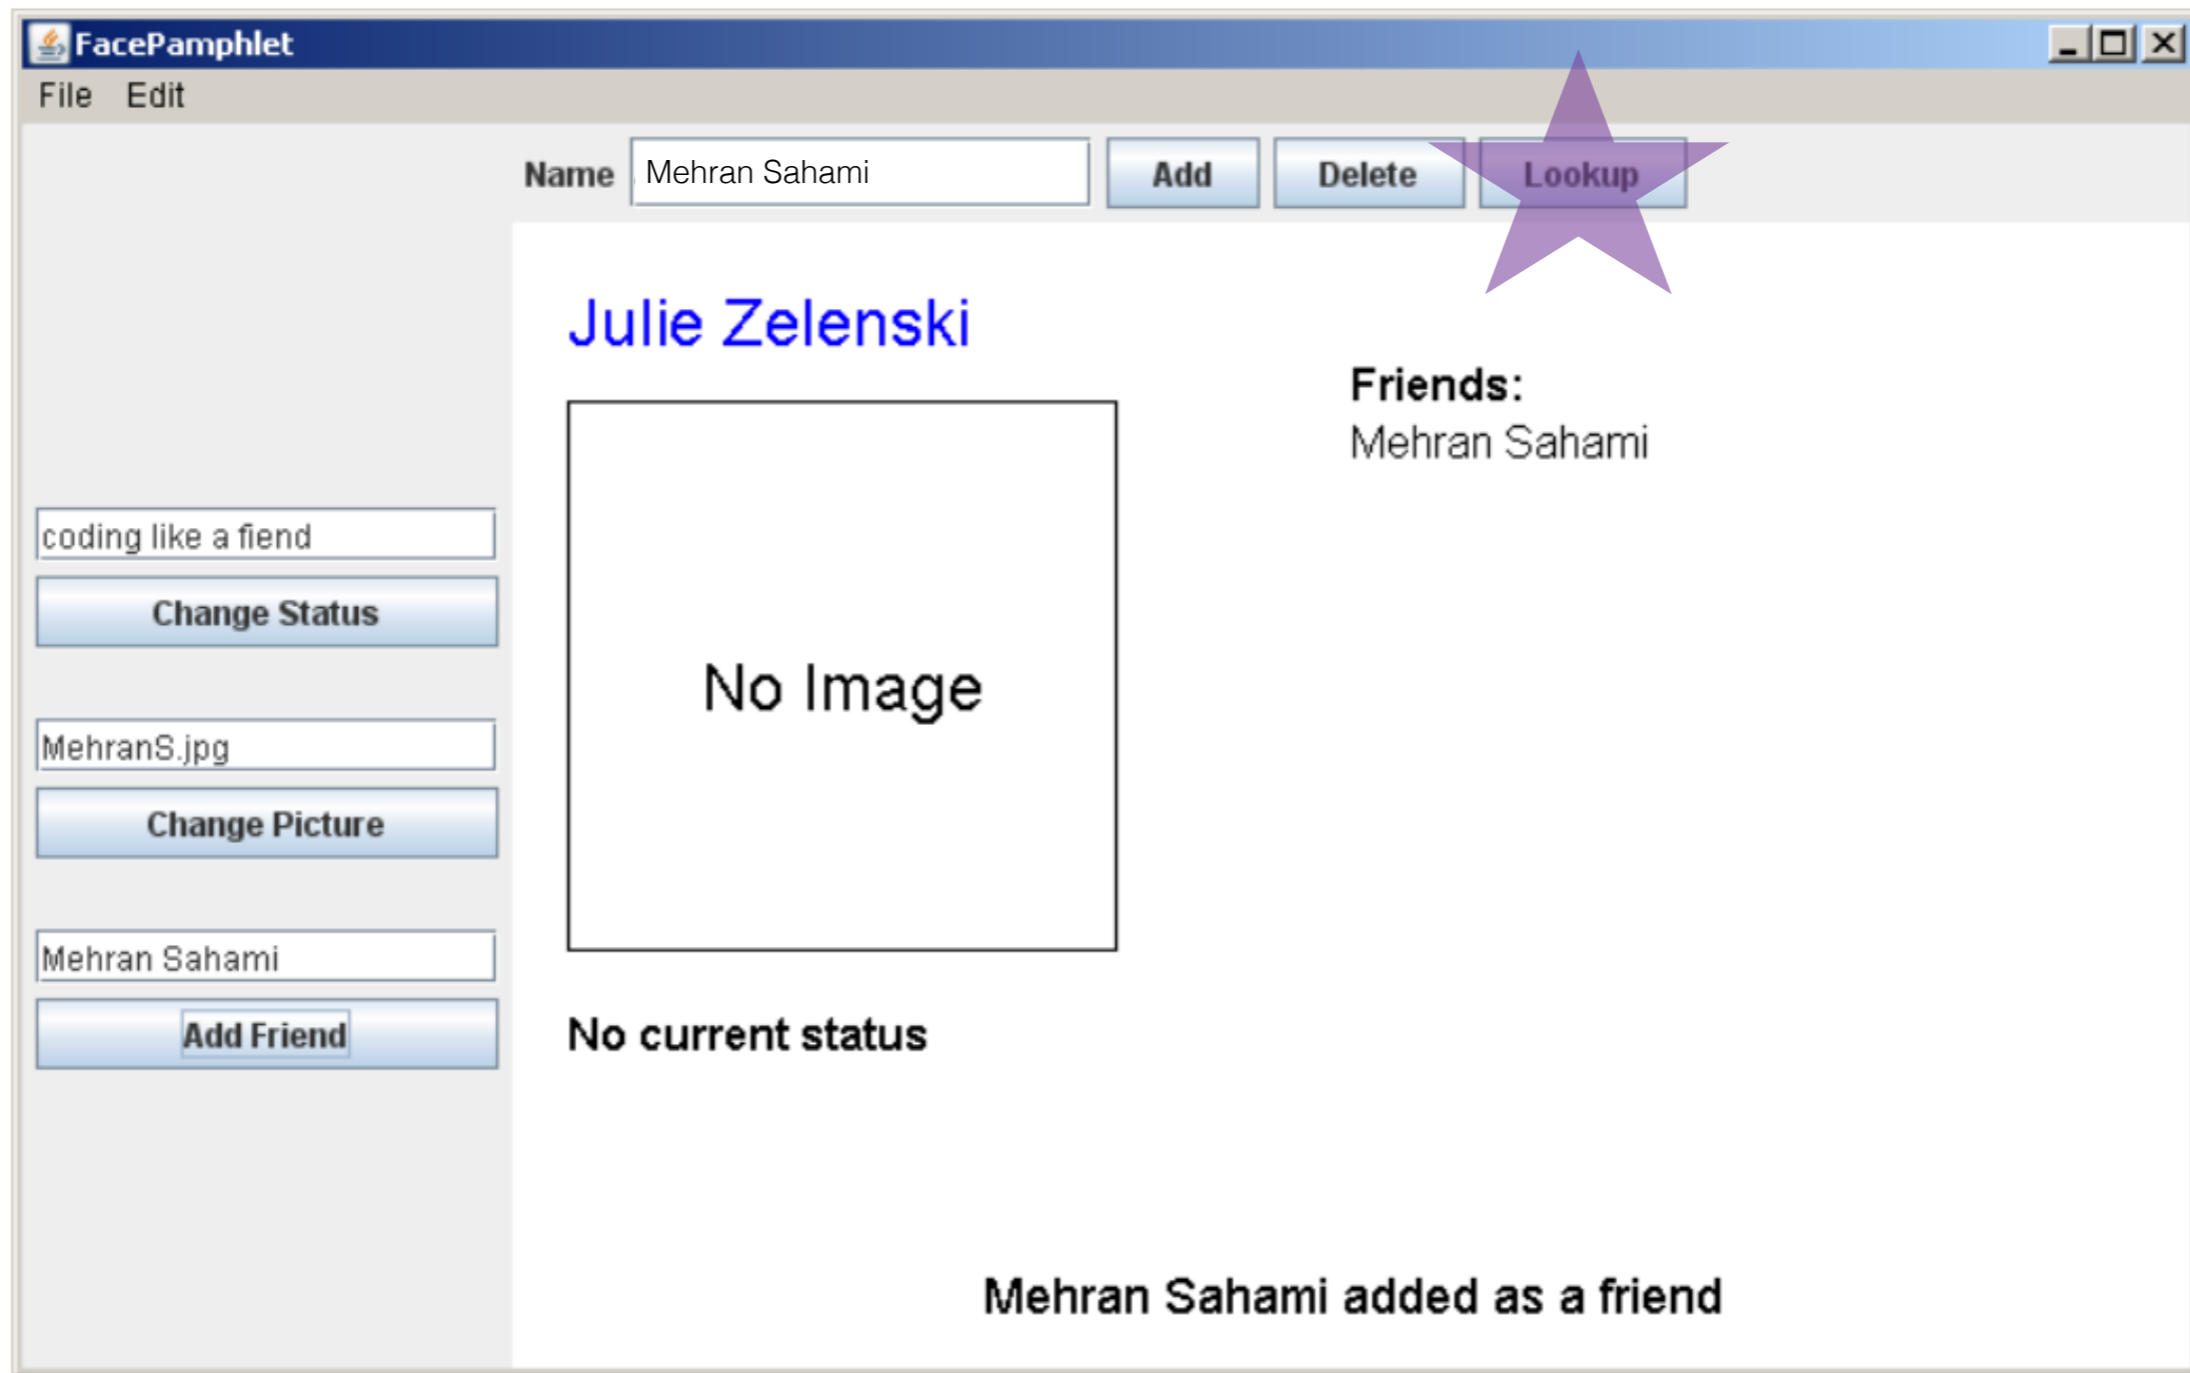 FacePamphlet
File Edit
Name Mehran Sahami Add Delete Lookup
Julie Zelenski
Friends:
Mehran Sahami
coding like a fiend
Change Status
No Image
MehranS.jpg
Change Picture
Mehran Sahami
Add Friend
No current status
Mehran Sahami added as a friend